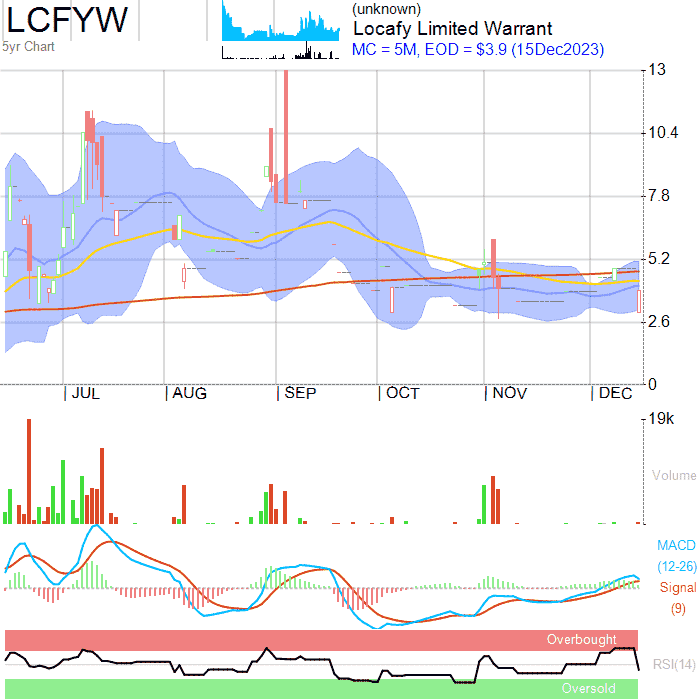 LCFYW
5yr Chart
(unknown)
Locafy Limited Warrant
MC = 5M, EOD = $3.9 (15Dec2023)
13
10.4
7.8
5.2
2.6
0
JUL AUG SEP OCT NOV DEC
19k
Volume
MACD
(12-26)
Signal
(9)
Overbought
RSI(14)
Oversold